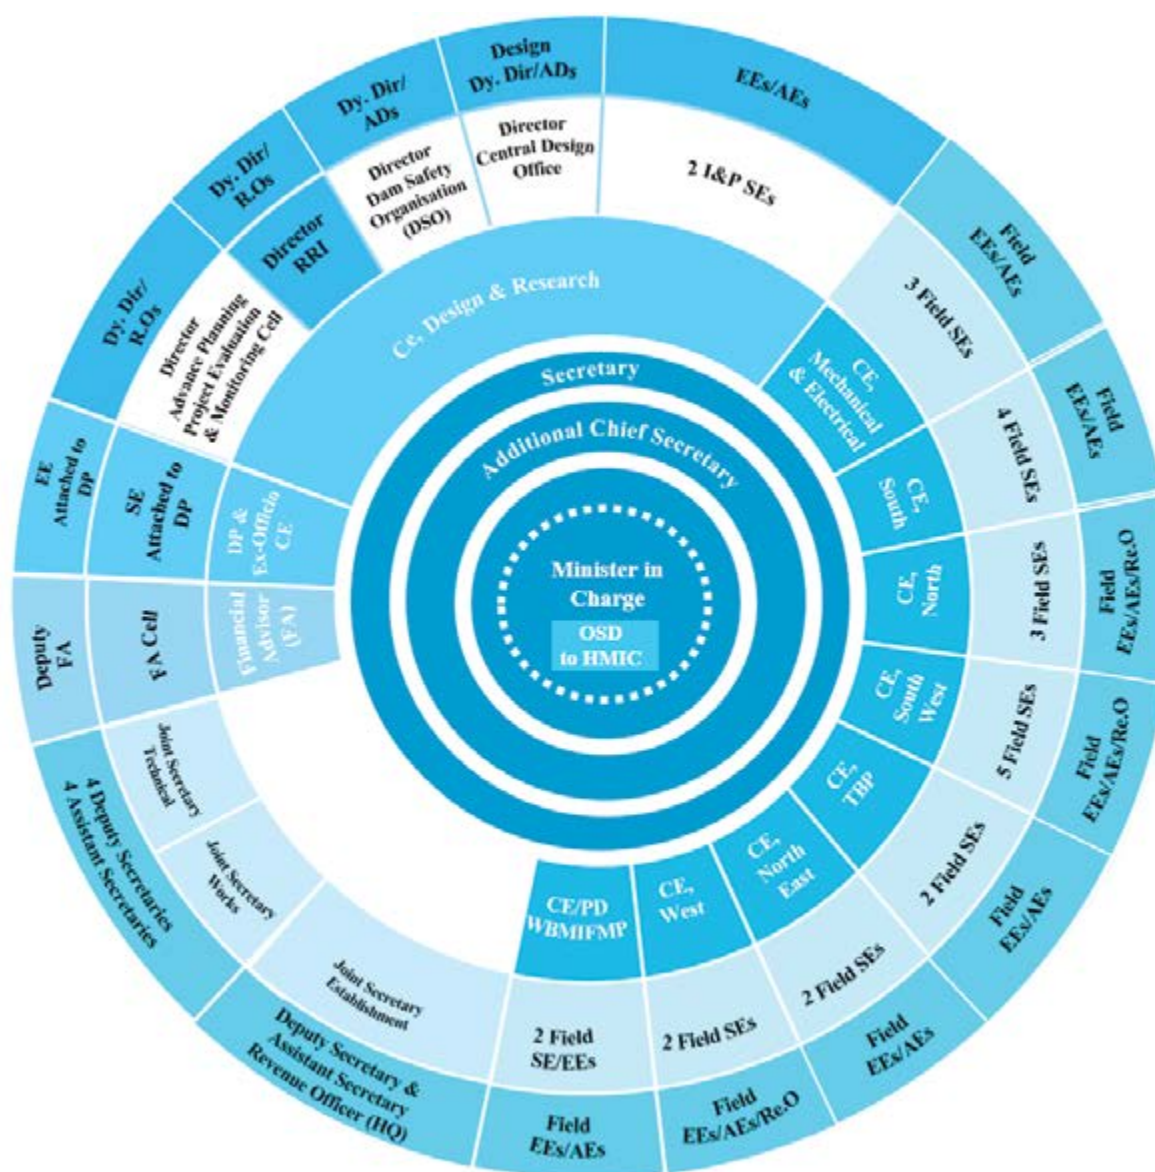 Minister in
Charge
OSD
to HMIC
Additional Chief Secretary
Secretary
Ce, Design & Research
CE,
Mechanical
& Electrical
CE,
South
CE,
North
CE,
South
West
CE,
TBP
CE,
North
East
CE,
West
CE/PD
WBMIFMP
Financial
Advisor
(FA)
DP &
Ex-Officio
CE
Director
Advance Planning
Project Evaluation
& Monitoring Cell
Director
RRI
Director
Dam Safety
Organisation
(DSO)
Director
Central Design
Office
2 I&P SEs
3 Field SEs
4 Field SEs
3 Field SEs
5 Field SEs
2 Field SEs
2 Field SEs
2 Field SEs
2 Field
SE/EEs
Joint Secretary
Establishment
Joint Secretary
Works
Joint Secretary
Technical
FA Cell
SE
Attached to
DP
Dy. Dir/
R.Os
Dy. Dir/
R.Os
Dy. Dir/
ADs
Design
Dy. Dir/ADs
EEs/AEs
Field
EEs/AEs
Field
EEs/AEs
Field
EEs/AEs/Re.O
Field
EEs/AEs/Re.O
Field
EEs/AEs
Field
EEs/AEs
Field
EEs/AEs/Re.O
Field
EEs/AEs
Deputy Secretary &
Assistant Secretary
Revenue Officer (HQ)
4 Deputy Secretaries
4 Assistant Secretaries
Deputy
FA
EE
Attached to
DP